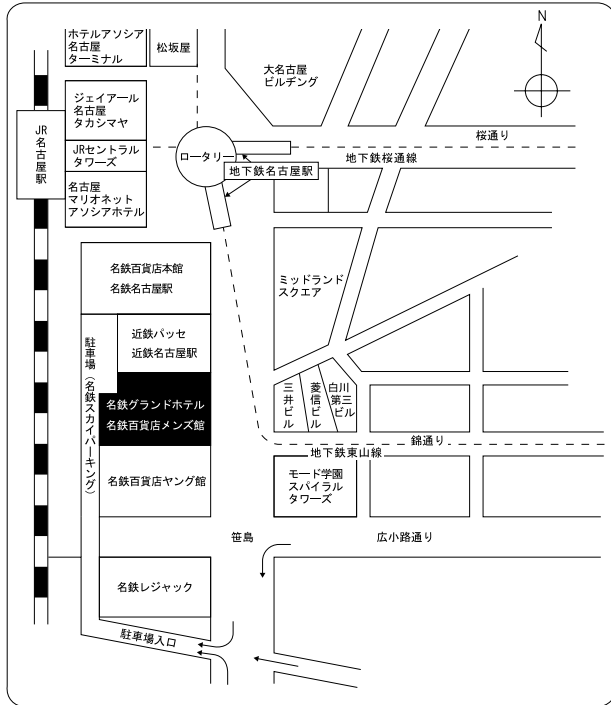 ホテルアソシア
名古屋
ターミナル
松坂屋
大名古屋
ビルヂング
N
ジェイアール
名古屋
タカシマヤ
JR名古屋駅
JRセントラル
タワーズ
ロータリー
桜通り
地下鉄桜通線
地下鉄名古屋駅
名古屋
マリオネット
アソシアホテル
名鉄百貨店本館
名鉄名古屋駅
ミッドランド
スクエア
近鉄パッセ
近鉄名古屋駅
駐車場(名鉄スカイパーキング)
名鉄グランドホテル
名鉄百貨店メンズ館
三井ビル
菱信ビル
白川
第三
ビル
錦通り
地下鉄東山線
名鉄百貨店ヤング館
モード学園
スパイラル
タワーズ
笹島
広小路通り
名鉄レジャック
駐車場入口